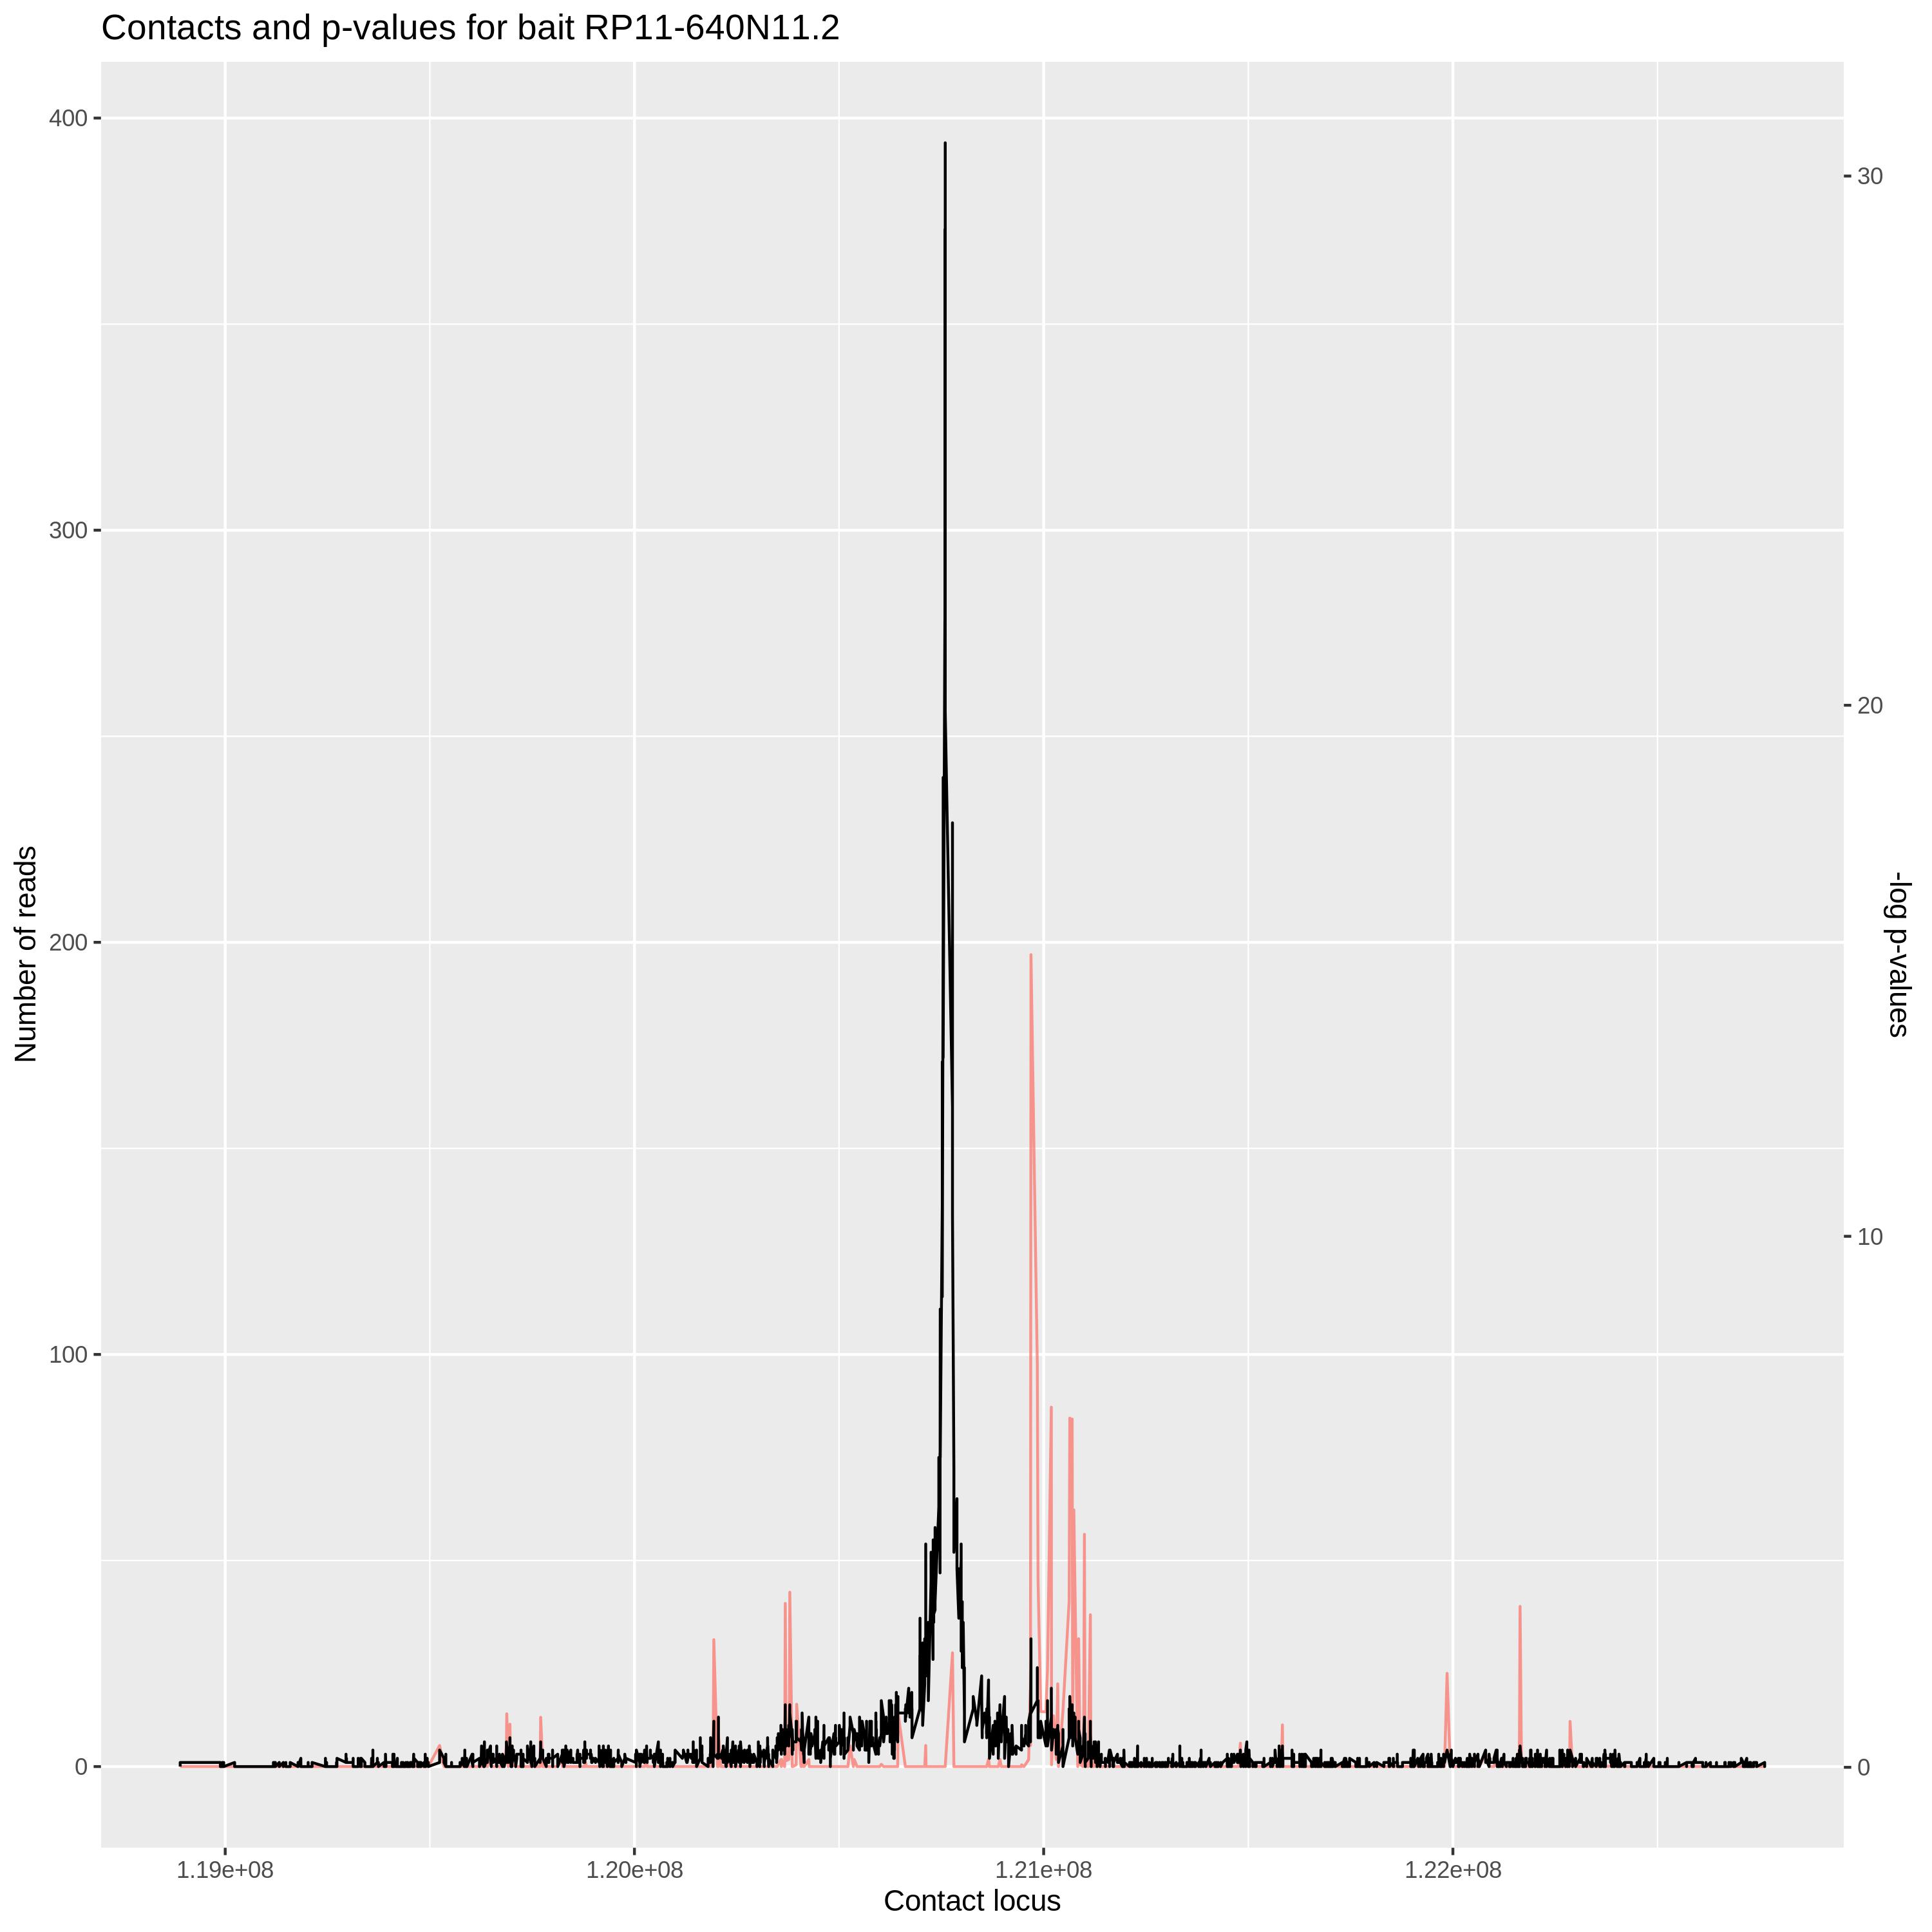 Contacts and p-values for bait RP11-640N11.2
400
300
200
100
0
30
20
10
0
Number of reads
-log p-values
1.19e+08 1.20e+08 1.21e+08 1.22e+08
Contact locus